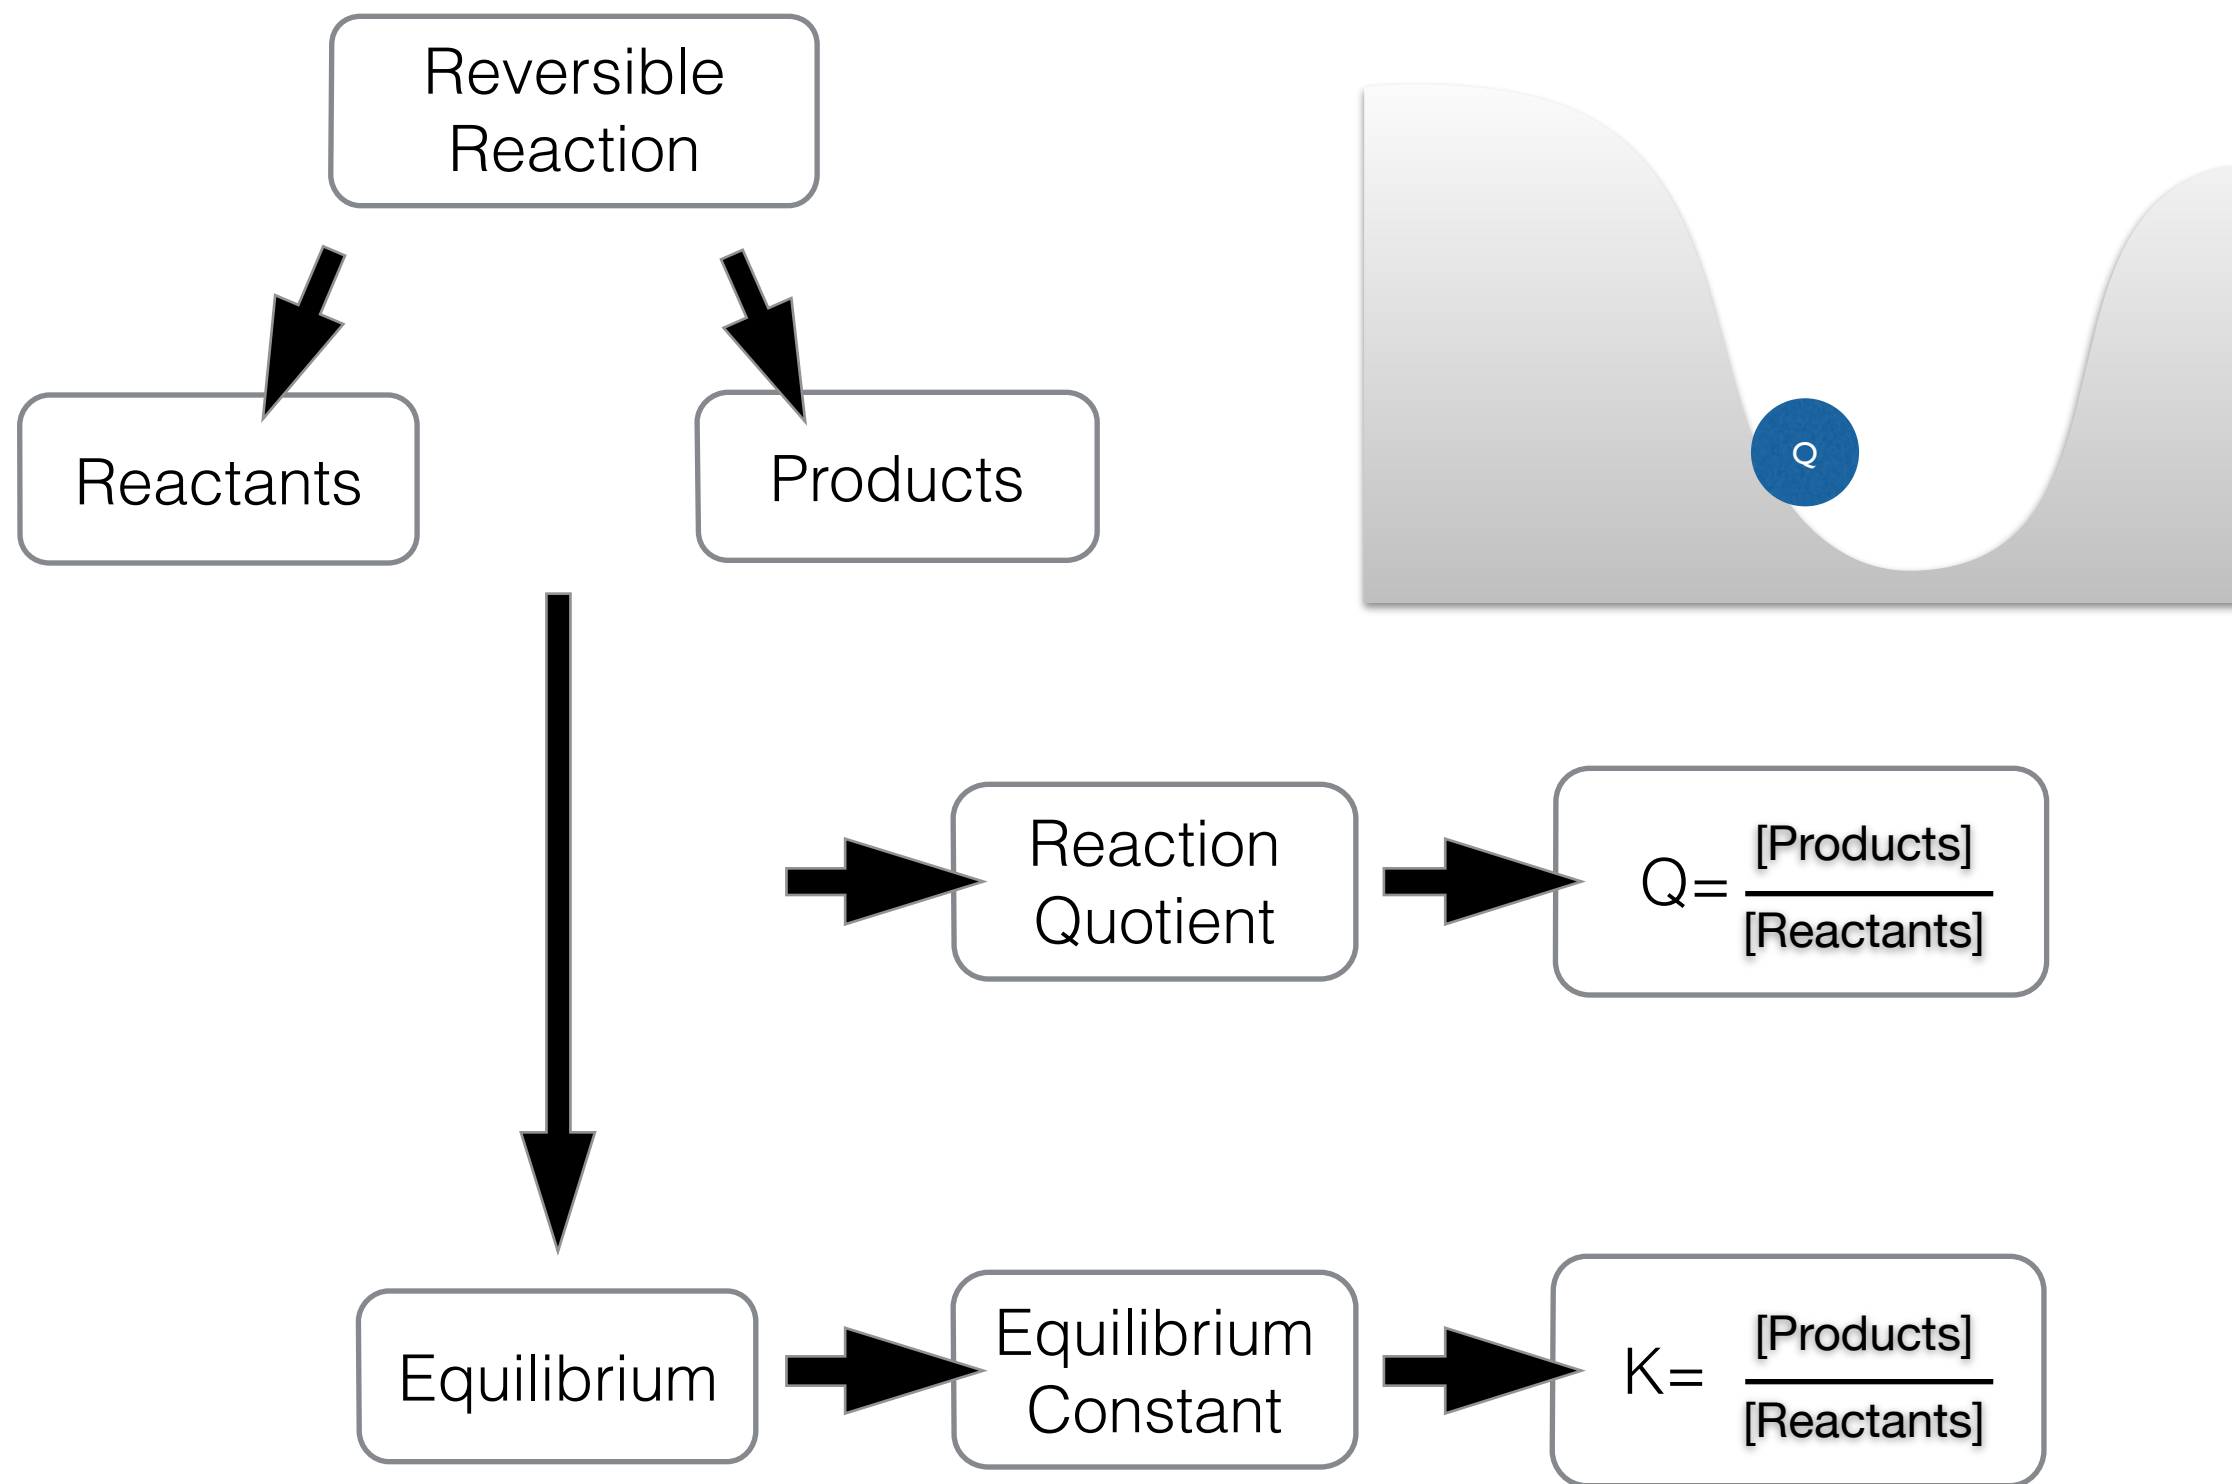 Reversible
Reaction
Reactants
Products
Q
Reaction
Quotient
Q=
[Products]
[Reactants]
Equilibrium
Equilibrium
Constant
K=
[Products]
[Reactants]